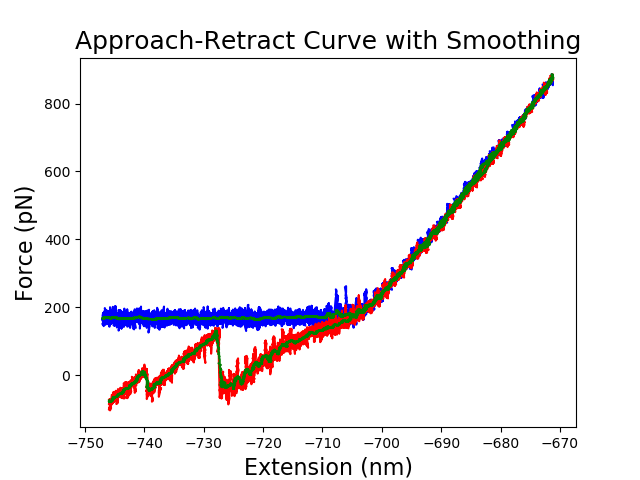 Approach-Retract Curve with Smoothing
Force (pN)
800
600
400
200
0
−750 −740 −730 −720 −710 −700 −690 −680 −670
Extension (nm)